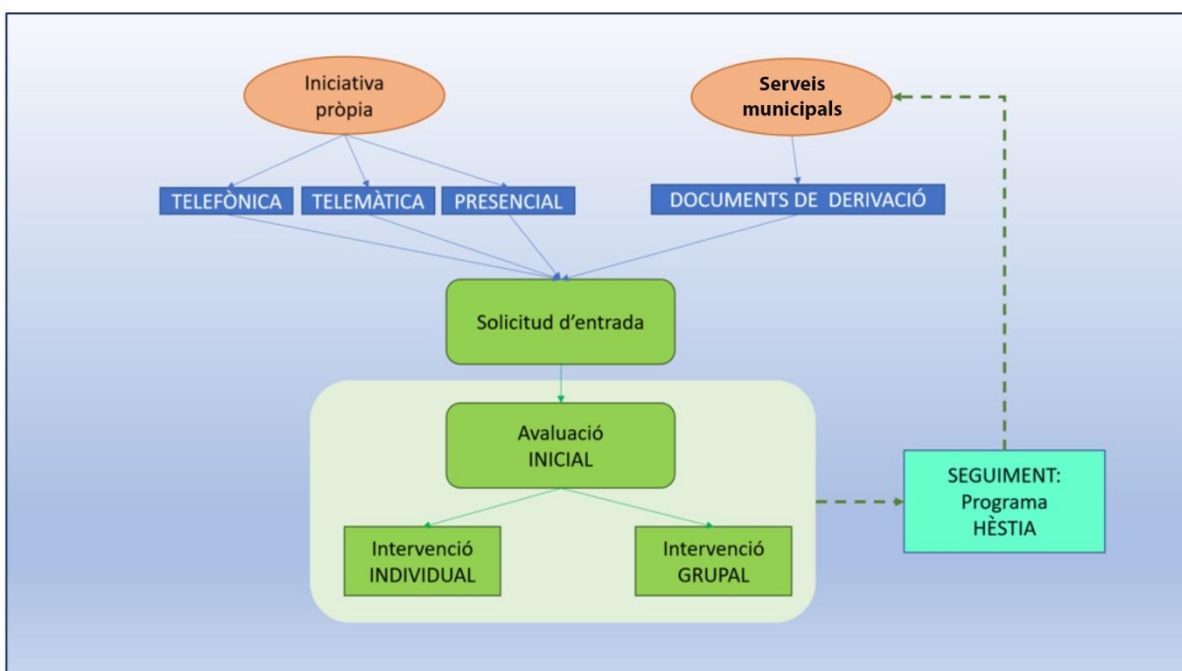 Iniciativa
pròpia
Serveis
municipals
TELEFÒNICA
TELEMÀTICA
PRESENCIAL
DOCUMENTS DE DERIVACIÓ
Solicitud d'entrada
Avaluació
INICIAL
Intervenció
INDIVIDUAL
Intervenció
GRUPAL
SEGUIMENT:
Programa
HÈSTIA